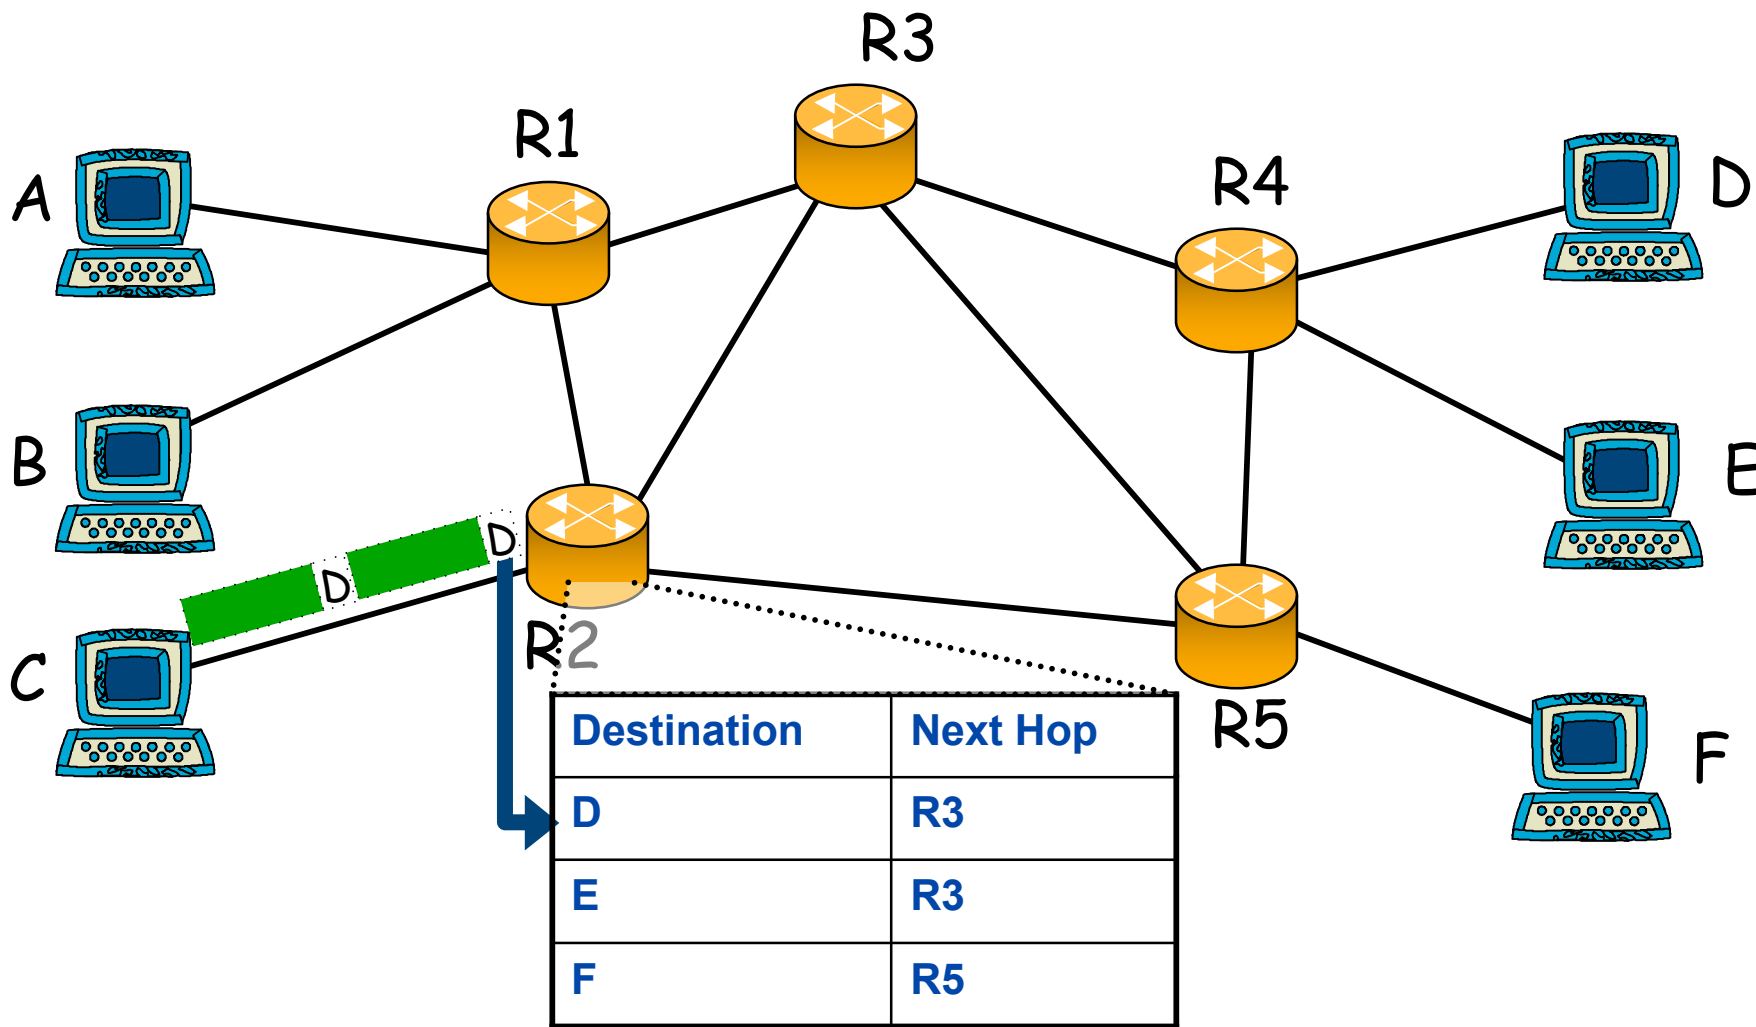 R3
R1
R4
A
D
B
E
D
D
C
R2
R5
F
Destination Next Hop
D R3
E R3
F R5